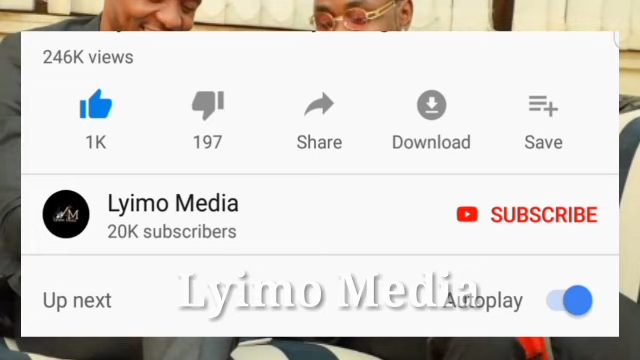 246K views
1K 197 Share Download Save
Lyimo Media
SUBSCRIBE
20K subscribers
Up next Lyimo Media Autoplay